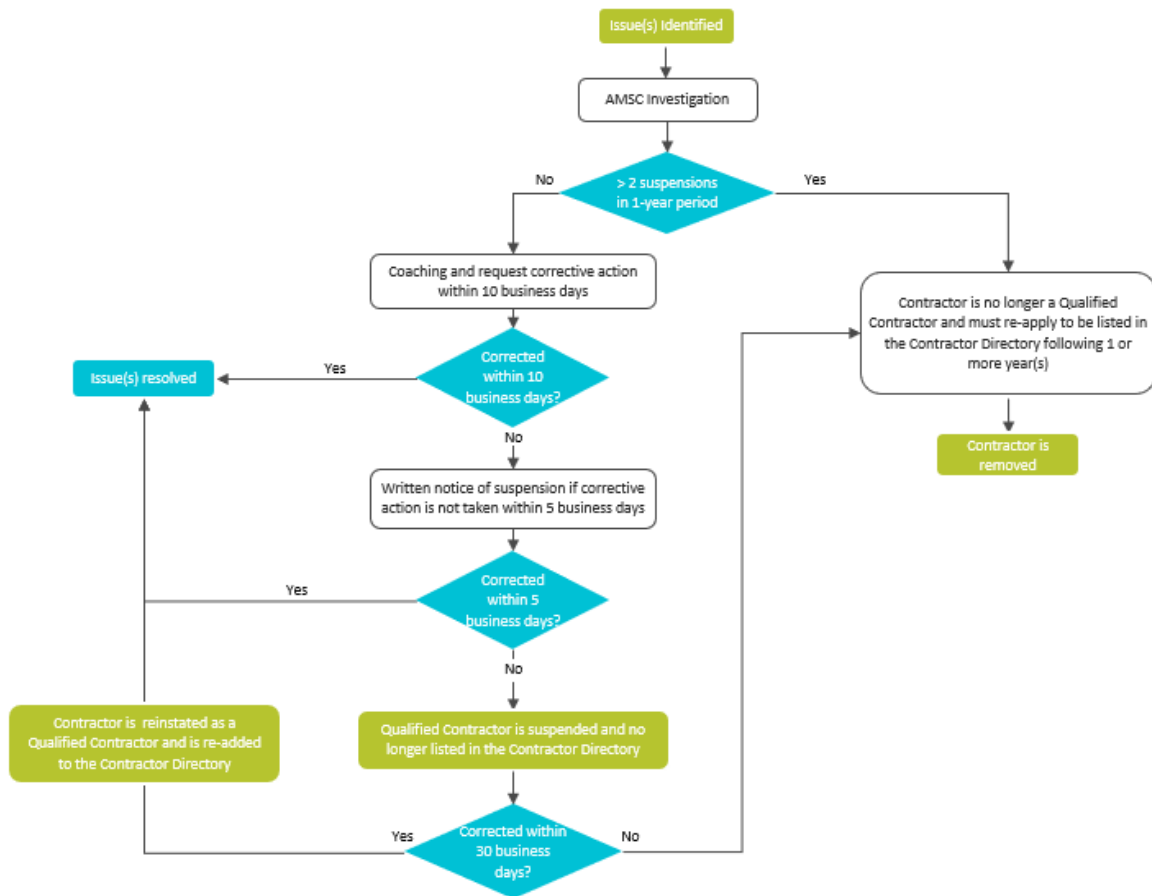 Issue(s) Identified
AMSC Investigation
> 2 suspensions
in 1-year period
No
Yes
Coaching and request corrective action
within 10 business days
Contractor is no longer a Qualified
Contractor and must re-apply to be listed in
the Contractor Directory following 1 or
more year(s)
Corrected
within 10
business days?
Yes
Issue(s) resolved
No
Contractor is
removed
Written notice of suspension if corrective
action is not taken within 5 business days
Corrected
within 5
business days?
Yes
No
Contractor is reinstated as a
Qualified Contractor and is re-added
to the Contractor Directory
Qualified Contractor is suspended and no
longer listed in the Contractor Directory
Corrected within
30 business
days?
Yes
No